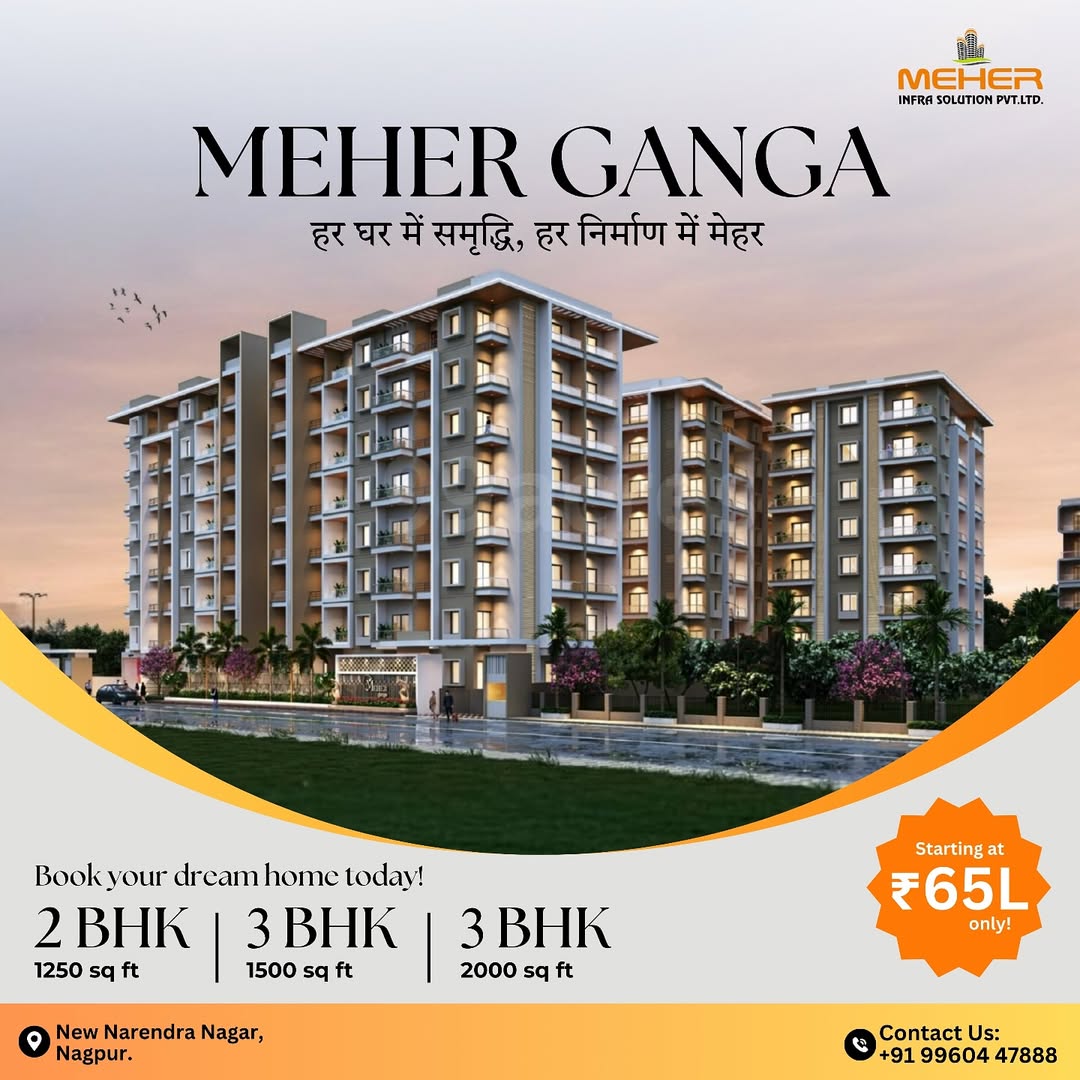 MEHER
INFRA SOLUTION PVT.LTD.
MEHER GANGA
हर घर में समृद्धि, हर निर्माण में मेहर
MEHER
Book your dream home today!
2 BHK
1250 sq ft
3 BHK
1500 sq ft
3 BHK
2000 sq ft
Starting at
₹65L
only!
New Narendra Nagar,
Nagpur.
Contact Us:
+91 99604 47888